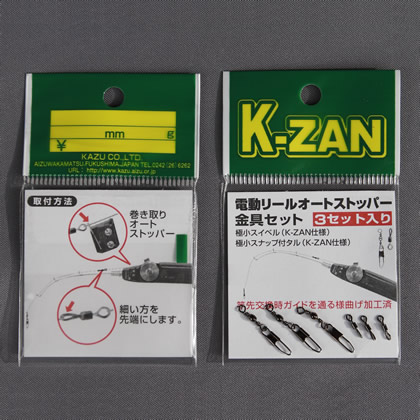 ¥ mm g
KAZU CO.,LTD.
AIZUWAKAMATSU,FUKUSHIMA,JAPAN
URL : http://www.kazu.aizu.or.jp
取付方法
巻き取り
オート
ストッパー
細い方を
先端にします。
K-ZAN
電動リールオートストッパー
金具セット 3セット入り
極小スイベル(K-ZAN仕様)
極小スナップ付タル(K-ZAN仕様)
穂先交換時ガイドを通る様曲げ加工済